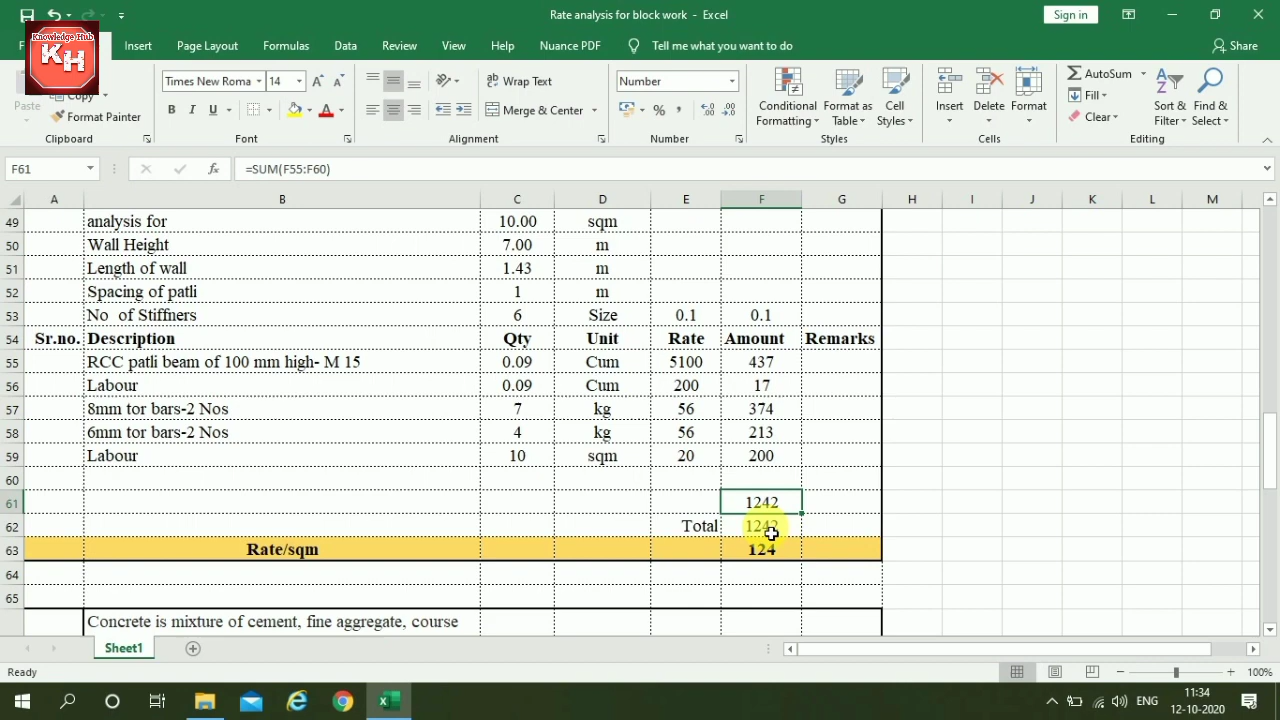 Rate analysis for block work - Excel
Sign in
Knowledge Hub
KH
F
Insert
Page Layout
Formulas
Data
Review
View
Help
Nuance PDF
Tell me what you want to do
Share
Paste
Copy
Format Painter
Clipboard
Times New Roma
14
B I U
A
Font
Wrap Text
Merge & Center
Alignment
Number
%
Number
Conditional Formatting
Format as Table
Cell Styles
Styles
Insert
Delete
Format
Cells
AutoSum
Fill
Clear
Sort & Filter
Find & Select
Editing
F61
fx
=SUM(F55:F60)
A B C D E F G H I J K L M
49 analysis for 10.00 sqm
50 Wall Height 7.00 m
51 Length of wall 1.43 m
52 Spacing of patli 1 m
53 No of Stiffners 6 Size 0.1 0.1
54 Sr.no. Description Qty Unit Rate Amount Remarks
55 RCC patli beam of 100 mm high- M 15 0.09 Cum 5100 437
56 Labour 0.09 Cum 200 17
57 8mm tor bars-2 Nos 7 kg 56 374
58 6mm tor bars-2 Nos 4 kg 56 213
59 Labour 10 sqm 20 200
60
61 1242
62 Total 1242
63 Rate/sqm 124
64
65
Concrete is mixture of cement, fine aggregate, course
Sheet1
Ready
100%
ENG
11:34
12-10-2020